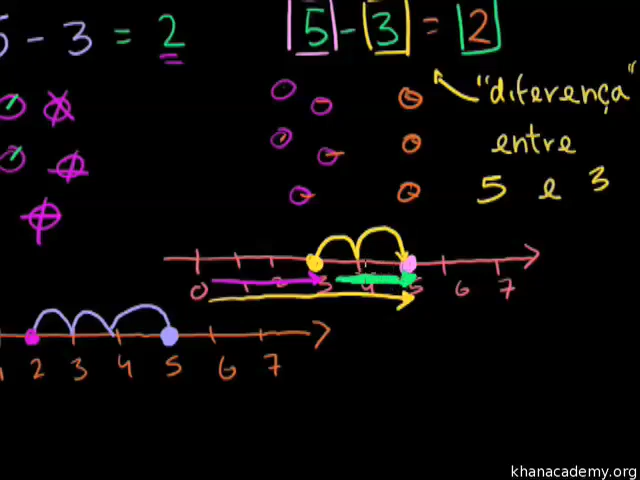 5 - 3 = 2
5 - 3 = 2
"diferença"
entre
5 e 3
0 1 2 3 4 5 6 7
1 2 3 4 5 6 7
khanacademy.org